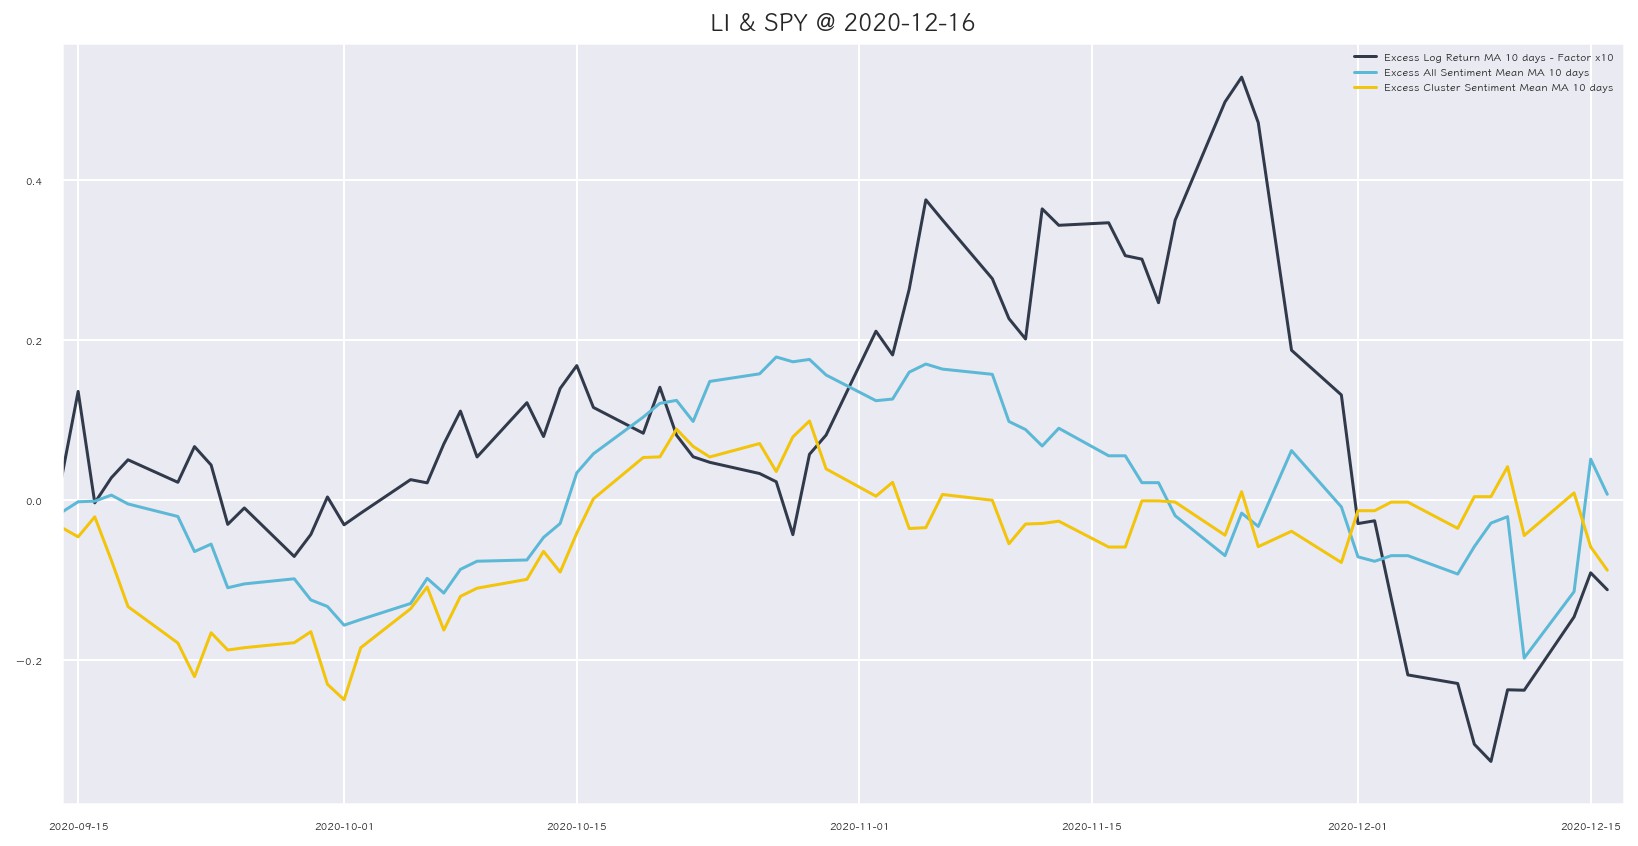 LI & SPY @ 2020-12-16
Excess Log Return MA 10 days - Factor x10
Excess All Sentiment Mean MA 10 days
Excess Cluster Sentiment Mean MA 10 days
0.4
0.2
0.0
−0.2
2020-09-15
2020-10-01
2020-10-15
2020-11-01
2020-11-15
2020-12-01
2020-12-15